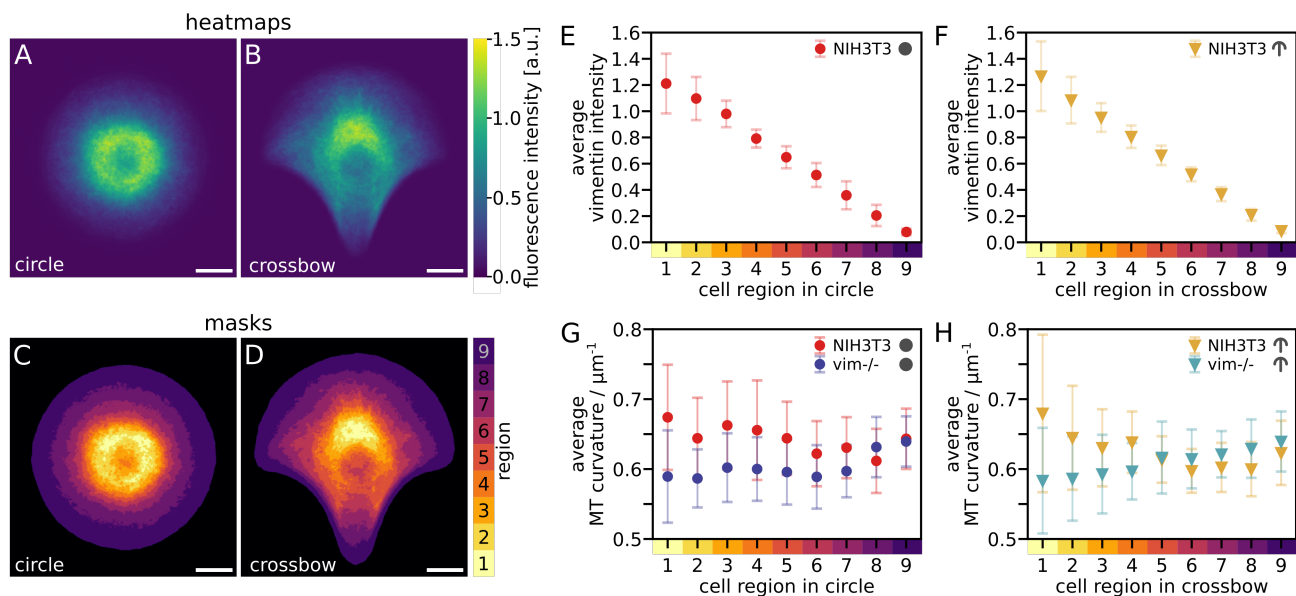 heatmaps
A
B
1.5
1.0
0.5
0.0
fluorescence intensity [a.u.]
circle
crossbow
masks
C
D
9
8
7
6
5
4
3
2
1
region
circle
crossbow
E
NIH3T3
average
vimentin intensity
1.6
1.4
1.2
1.0
0.8
0.6
0.4
0.2
0.0
1 2 3 4 5 6 7 8 9
cell region in circle
F
NIH3T3
average
vimentin intensity
1.6
1.4
1.2
1.0
0.8
0.6
0.4
0.2
0.0
1 2 3 4 5 6 7 8 9
cell region in crossbow
G
NIH3T3
vim-/-
average
MT curvature / μm⁻¹
0.8
0.7
0.6
0.5
1 2 3 4 5 6 7 8 9
cell region in circle
H
NIH3T3
vim-/-
average
MT curvature / μm⁻¹
0.8
0.7
0.6
0.5
1 2 3 4 5 6 7 8 9
cell region in crossbow